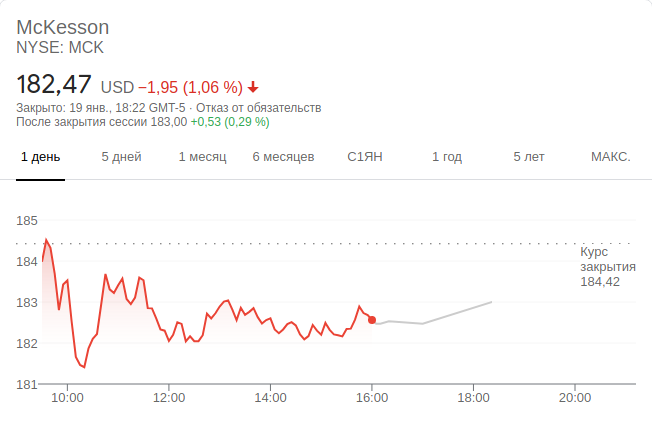 McKesson
NYSE: MCK
182,47 USD −1,95 (1,06 %)
Закрыто: 19 янв., 18:22 GMT-5 · Отказ от обязательств
После закрытия сессии 183,00 +0,53 (0,29 %)
1 день 5 дней 1 месяц 6 месяцев С1ЯН 1 год 5 лет МАКС.
185
184
183
182
181
Курс
закрытия
184,42
10:00 12:00 14:00 16:00 18:00 20:00